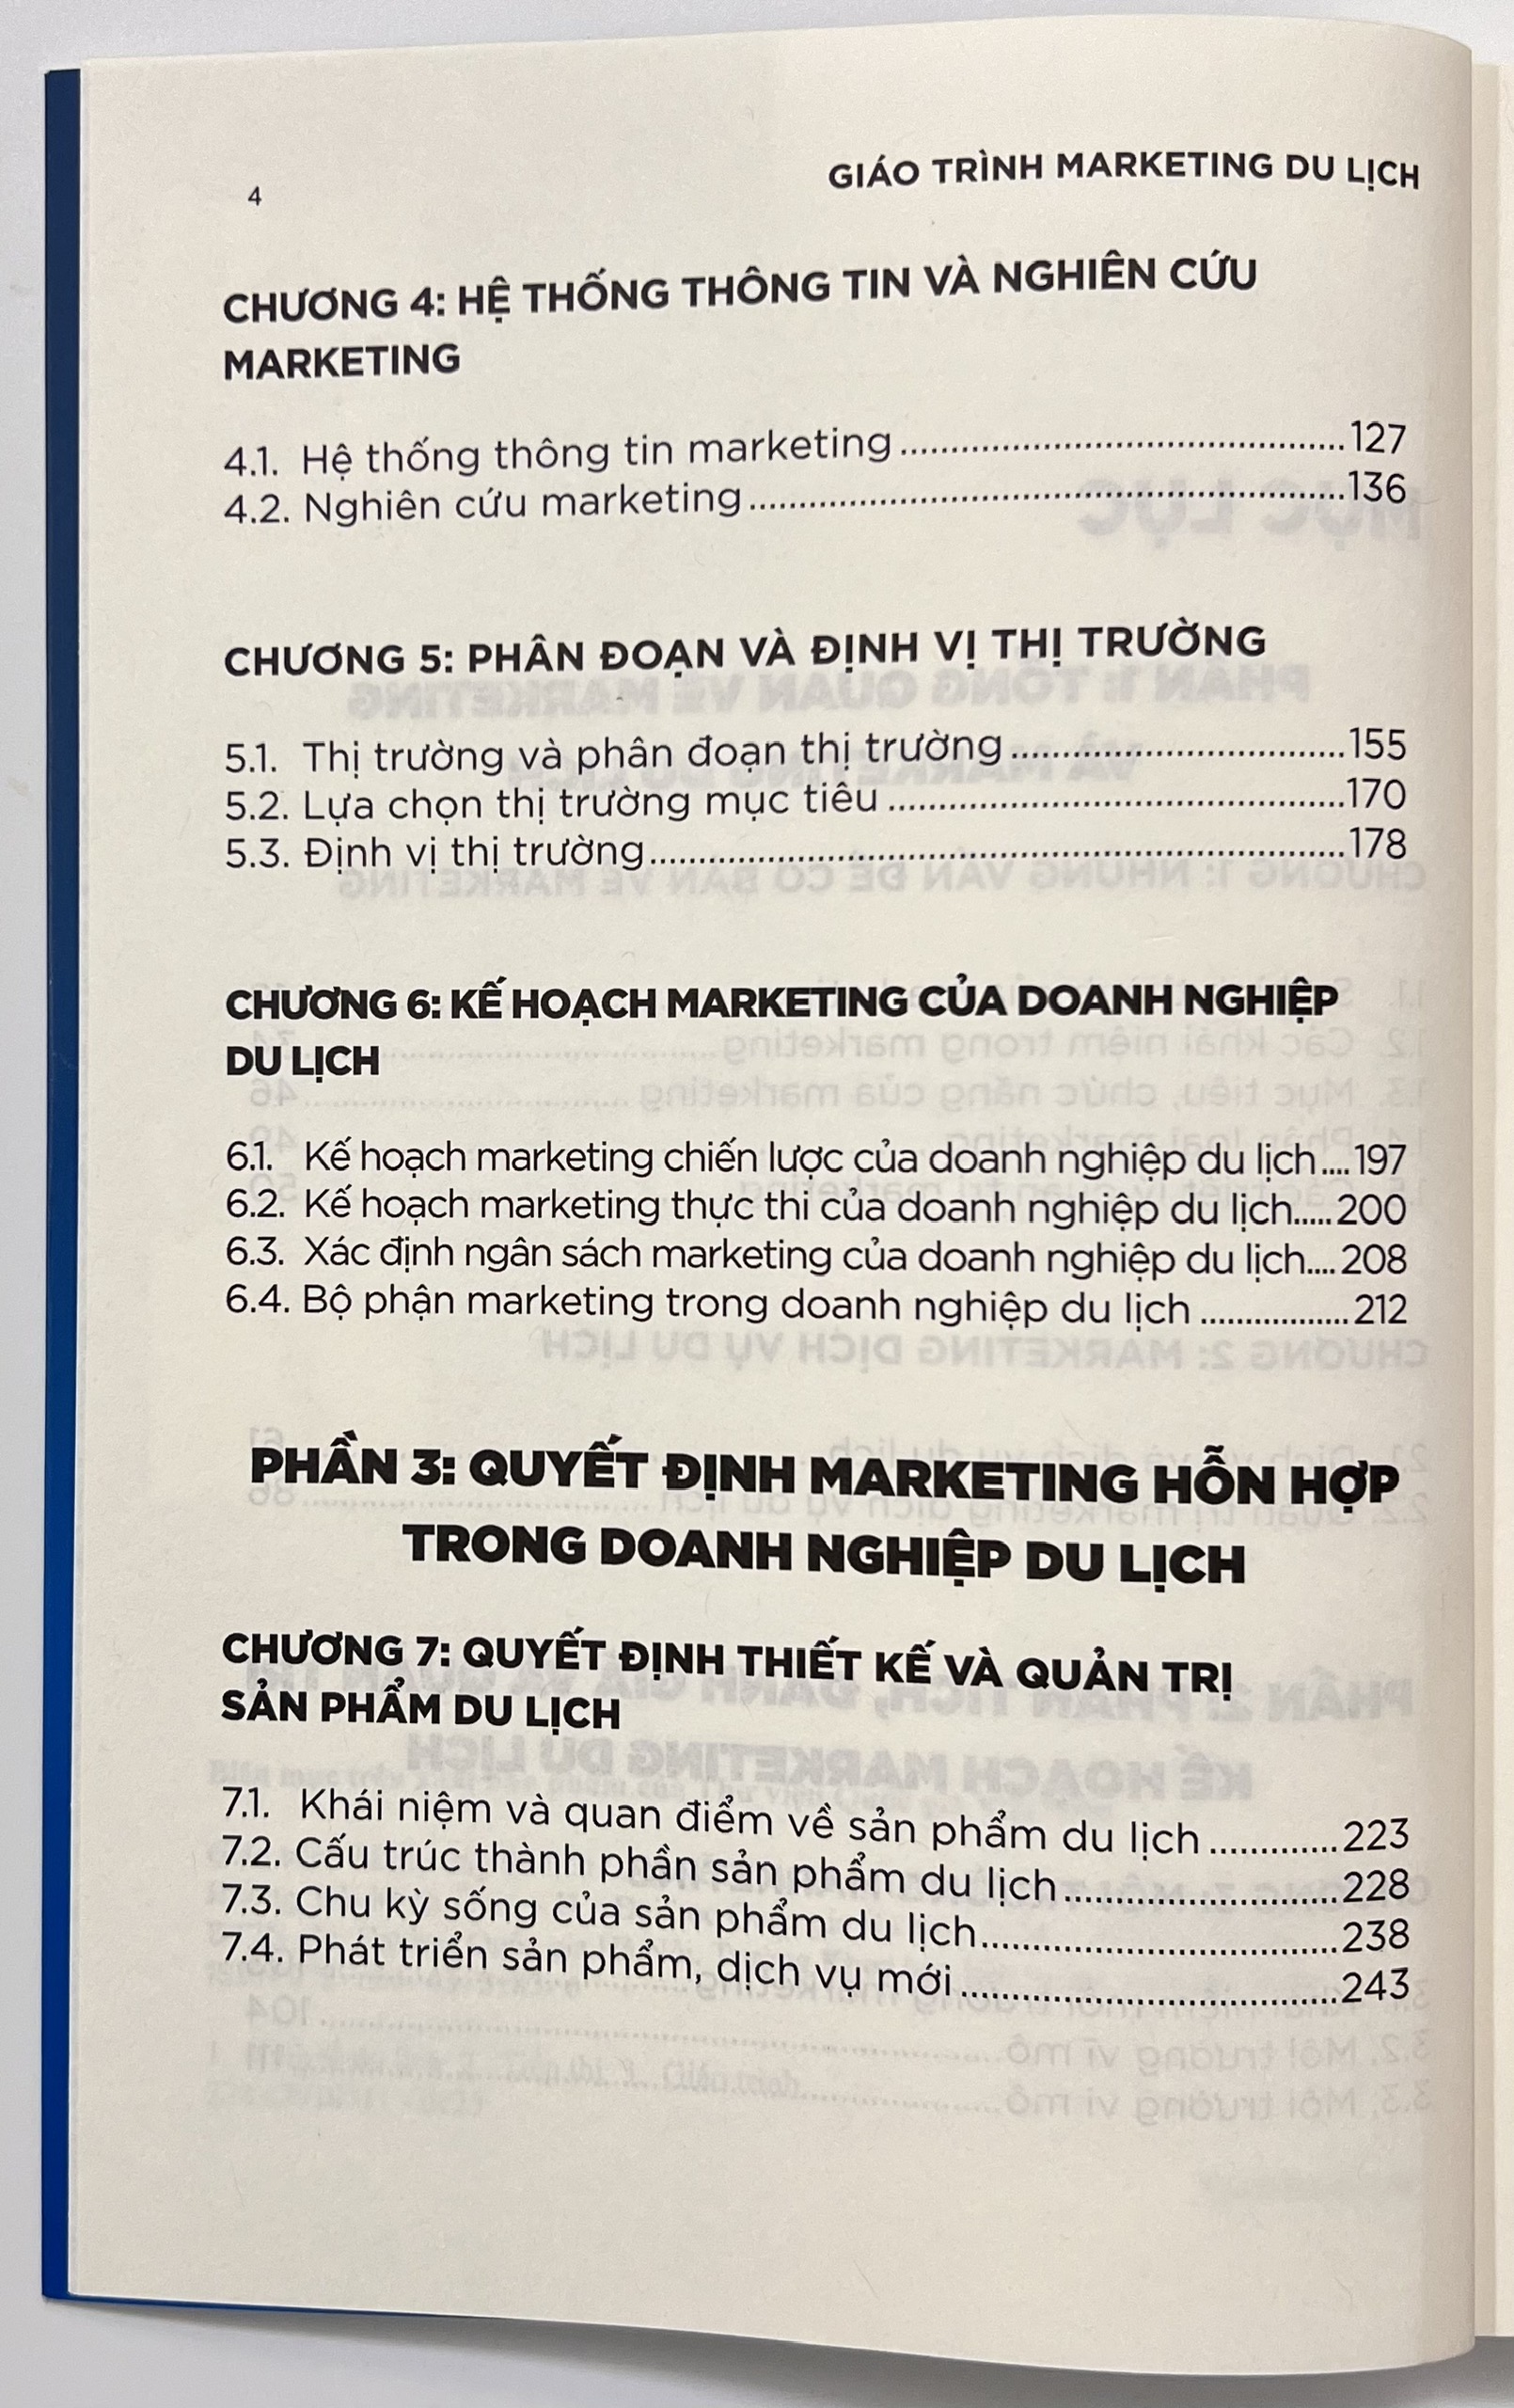 4
GIÁO TRÌNH MARKETING DU LỊCH
CHƯƠNG 4: HỆ THỐNG THÔNG TIN VÀ NGHIÊN CỨU
MARKETING
4.1. Hệ thống thông tin marketing............................................127
4.2. Nghiên cứu marketing...........................................................136
CHƯƠNG 5: PHÂN ĐOẠN VÀ ĐỊNH VỊ THỊ TRƯỜNG
5.1. Thị trường và phân đoạn thị trường.................................155
5.2. Lựa chọn thị trường mục tiêu.............................................170
5.3. Định vị thị trường.....................................................................178
CHƯƠNG 6: KẾ HOẠCH MARKETING CỦA DOANH NGHIỆP
DU LỊCH
6.1. Kế hoạch marketing chiến lược của doanh nghiệp du lịch....197
6.2. Kế hoạch marketing thực thi của doanh nghiệp du lịch.....200
6.3. Xác định ngân sách marketing của doanh nghiệp du lịch....208
6.4. Bộ phận marketing trong doanh nghiệp du lịch .................212
PHẦN 3: QUYẾT ĐỊNH MARKETING HỖN HỢP
TRONG DOANH NGHIỆP DU LỊCH
CHƯƠNG 7: QUYẾT ĐỊNH THIẾT KẾ VÀ QUẢN TRỊ
SẢN PHẨM DU LỊCH
7.1. Khái niệm và quan điểm về sản phẩm du lịch.............223
7.2. Cấu trúc thành phần sản phẩm du lịch...........................228
7.3. Chu kỳ sống của sản phẩm du lịch...................................238
7.4. Phát triển sản phẩm, dịch vụ mới.....................................243